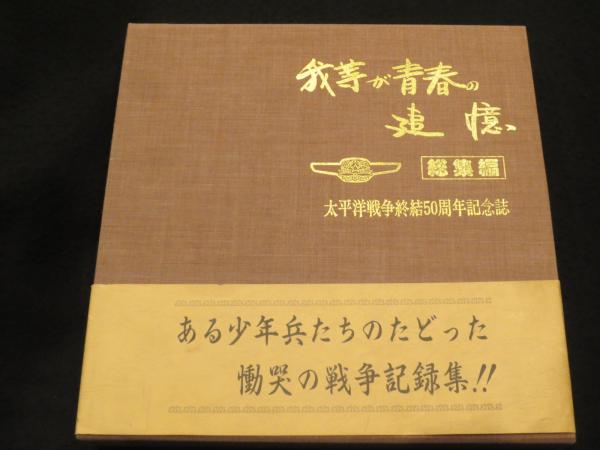 我等が青春の
追憶
総集編
太平洋戦争終結50周年記念誌
ある少年兵たちのたどった
慟哭の戦争記録集!!